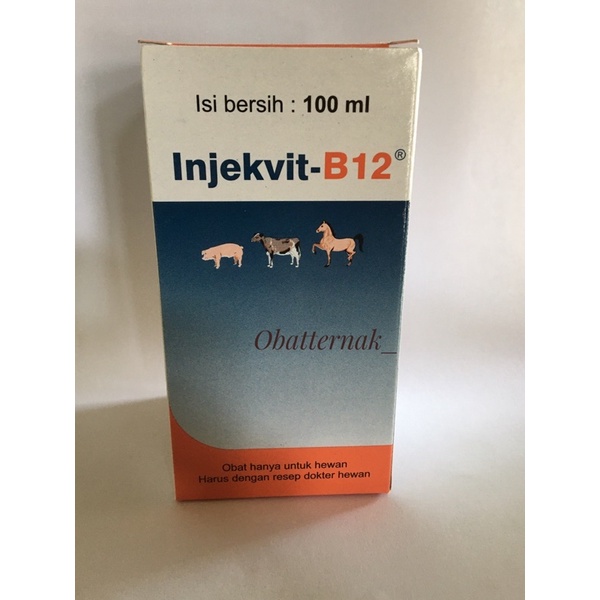 Isi bersih : 100 ml
Injekvit-B12®
Obatternak_
Obat hanya untuk hewan
Harus dengan resep dokter hewan